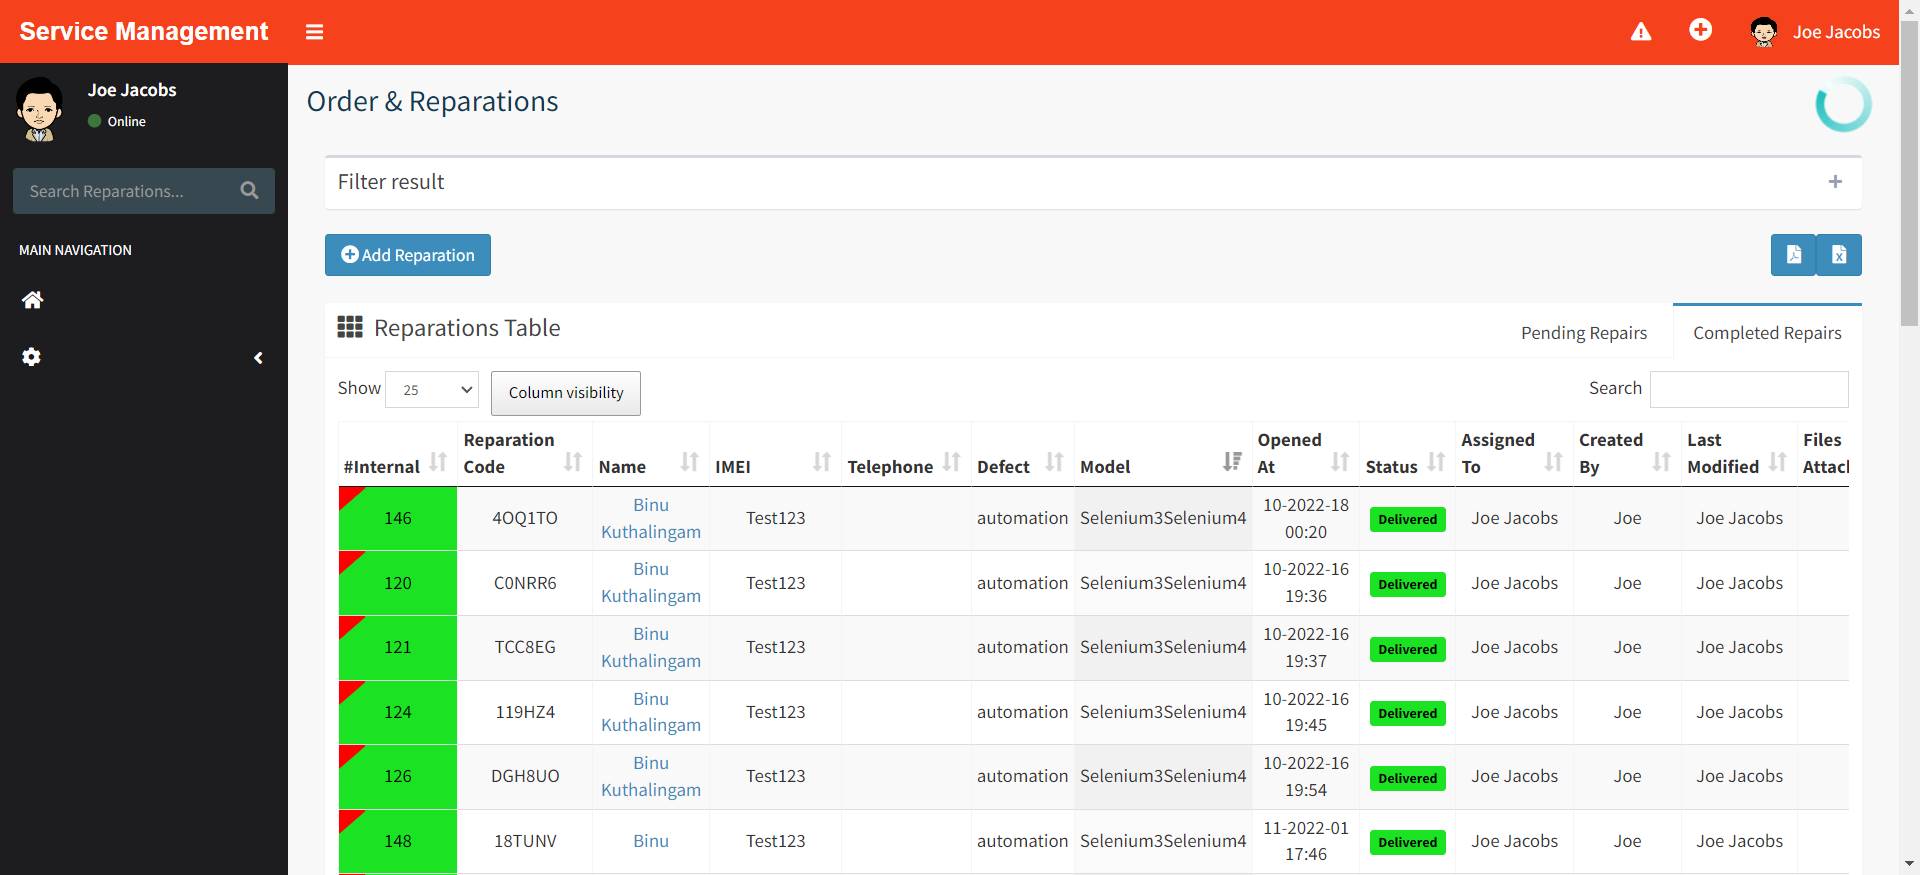 Service Management
Joe Jacobs
Joe Jacobs
Online
Search Reparations...
MAIN NAVIGATION
Order & Reparations
Filter result
Add Reparation
Reparations Table
Pending Repairs
Completed Repairs
Show 25
Column visibility
Search
#Internal Reparation Code Name IMEI Telephone Defect Model Opened At Status Assigned To Created By Last Modified Files
146 4OQ1TO Binu Kuthalingam Test123 automation Selenium3Selenium4 10-2022-18 00:20 Delivered Joe Jacobs Joe Joe Jacobs
120 C0NRR6 Binu Kuthalingam Test123 automation Selenium3Selenium4 10-2022-16 19:36 Delivered Joe Jacobs Joe Joe Jacobs
121 TCC8EG Binu Kuthalingam Test123 automation Selenium3Selenium4 10-2022-16 19:37 Delivered Joe Jacobs Joe Joe Jacobs
124 119HZ4 Binu Kuthalingam Test123 automation Selenium3Selenium4 10-2022-16 19:45 Delivered Joe Jacobs Joe Joe Jacobs
126 DGH8UO Binu Kuthalingam Test123 automation Selenium3Selenium4 10-2022-16 19:54 Delivered Joe Jacobs Joe Joe Jacobs
148 18TUNV Binu Test123 automation Selenium3Selenium4 11-2022-01 17:46 Delivered Joe Jacobs Joe Joe Jacobs